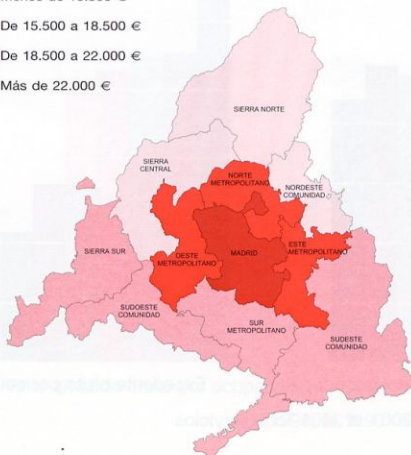 De 15.500 a 18.500 €
De 18.500 a 22.000 €
Más de 22.000 €
SIERRA NORTE
SIERRA
CENTRAL
NORTE
METROPOLITANO
NORDESTE
COMUNIDAD
SIERRA SUR
OESTE
METROPOLITANO
MADRID
ESTE
METROPOLITANO
SUDOESTE
COMUNIDAD
SUR
METROPOLITANO
SUDESTE
COMUNIDAD